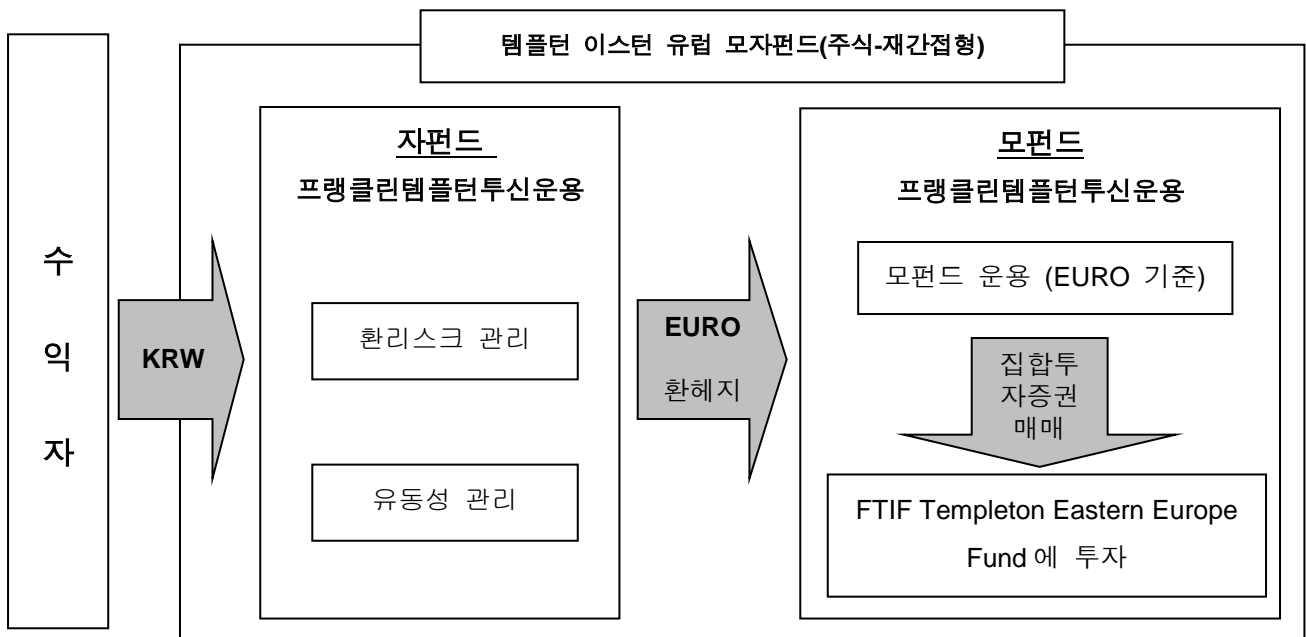 템플턴 이스턴 유럽 모자펀드(주식-재간접형)
수
익
자
KRW
자펀드
프랭클린템플턴투신운용
환리스크 관리
유동성 관리
EURO
환헤지
모펀드
프랭클린템플턴투신운용
모펀드 운용 (EURO 기준)
집합투
자증권
매매
FTIF Templeton Eastern Europe
Fund 에 투자